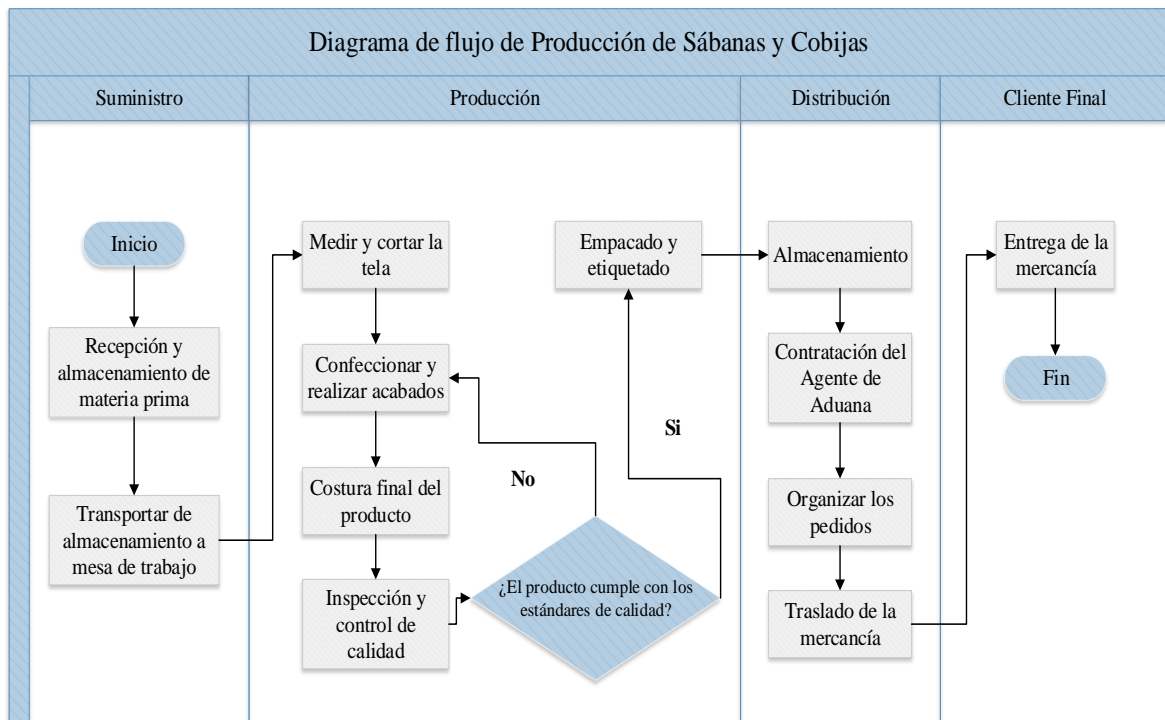 Diagrama de flujo de Producción de Sábanas y Cobijas
Suministro
Producción
Distribución
Cliente Final
Inicio
Recepción y
almacenamiento de
materia prima
Transportar de
almacenamiento a
mesa de trabajo
Medir y cortar la
tela
Confeccionar y
realizar acabados
Costura final del
producto
Inspección y
control de
calidad
¿El producto cumple con los
estándares de calidad?
No
Si
Empacado y
etiquetado
Almacenamiento
Contratación del
Agente de
Aduana
Organizar los
pedidos
Traslado de la
mercancía
Entrega de la
mercancía
Fin